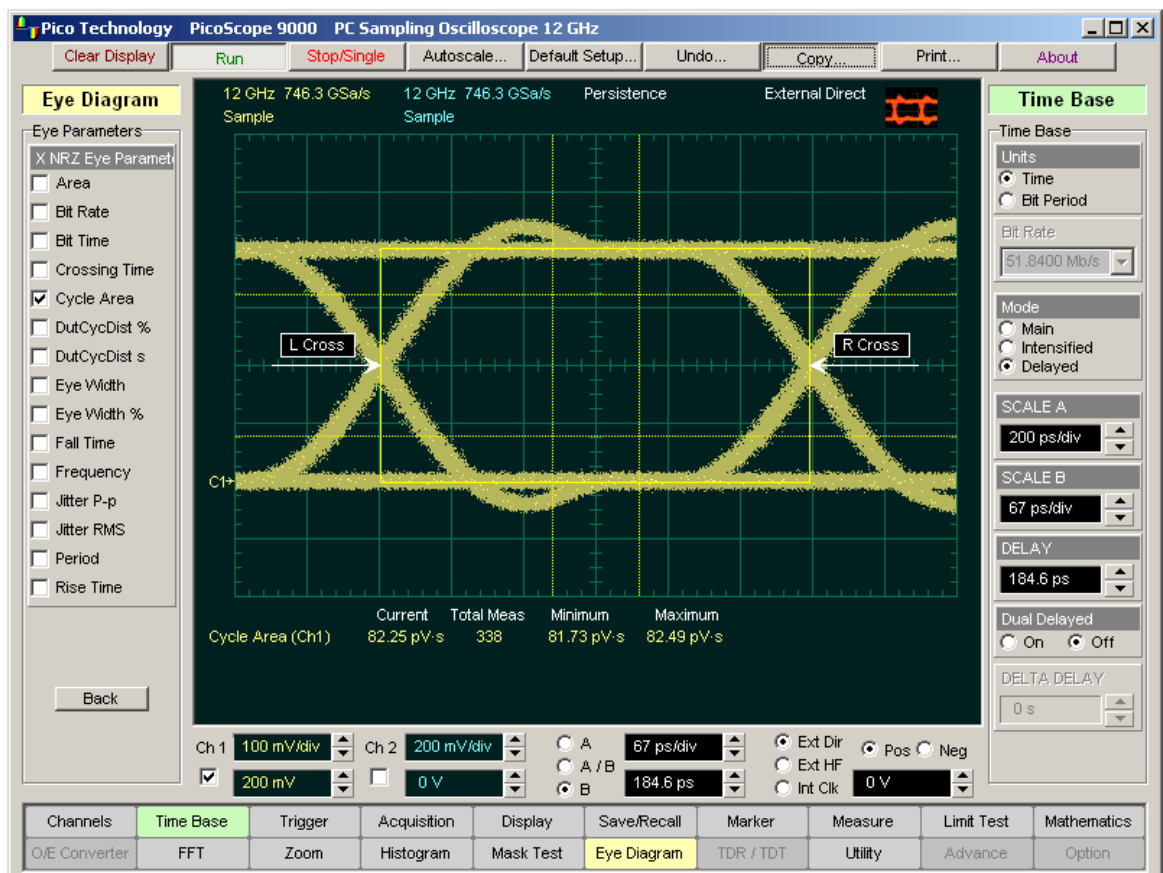 Pico Technology PicoScope 9000 PC Sampling Oscilloscope 12 GHz
Clear Display Run Stop/Single Autoscale... Default Setup... Undo... Copy... Print... About
Eye Diagram
Eye Parameters
X NRZ Eye Paramet
Area
Bit Rate
Bit Time
Crossing Time
Cycle Area
DutCycDist %
DutCycDist s
Eye Width
Eye Width %
Fall Time
Frequency
Jitter P-p
Jitter RMS
Period
Rise Time
Back
12 GHz 746.3 GSa/s 12 GHz 746.3 GSa/s Persistence External Direct
Sample Sample
L Cross R Cross
C1
Current Total Meas Minimum Maximum
Cycle Area (Ch1) 82.25 pV·s 338 81.73 pV·s 82.49 pV·s
Time Base
Time Base
Units
Time
Bit Period
Bit Rate
51.8400 Mb/s
Mode
Main
Intensified
Delayed
SCALE A
200 ps/div
SCALE B
67 ps/div
DELAY
184.6 ps
Dual Delayed
On Off
DELTA DELAY
0 s
Ch 1 100 mV/div Ch 2 200 mV/div A 67 ps/div Ext Dir Pos Neg
A / B Ext HF
200 mV 0 V B 184.6 ps Int Clk 0 V
Channels Time Base Trigger Acquisition Display Save/Recall Marker Measure Limit Test Mathematics
O/E Converter FFT Zoom Histogram Mask Test Eye Diagram TDR / TDT Utility Advance Option